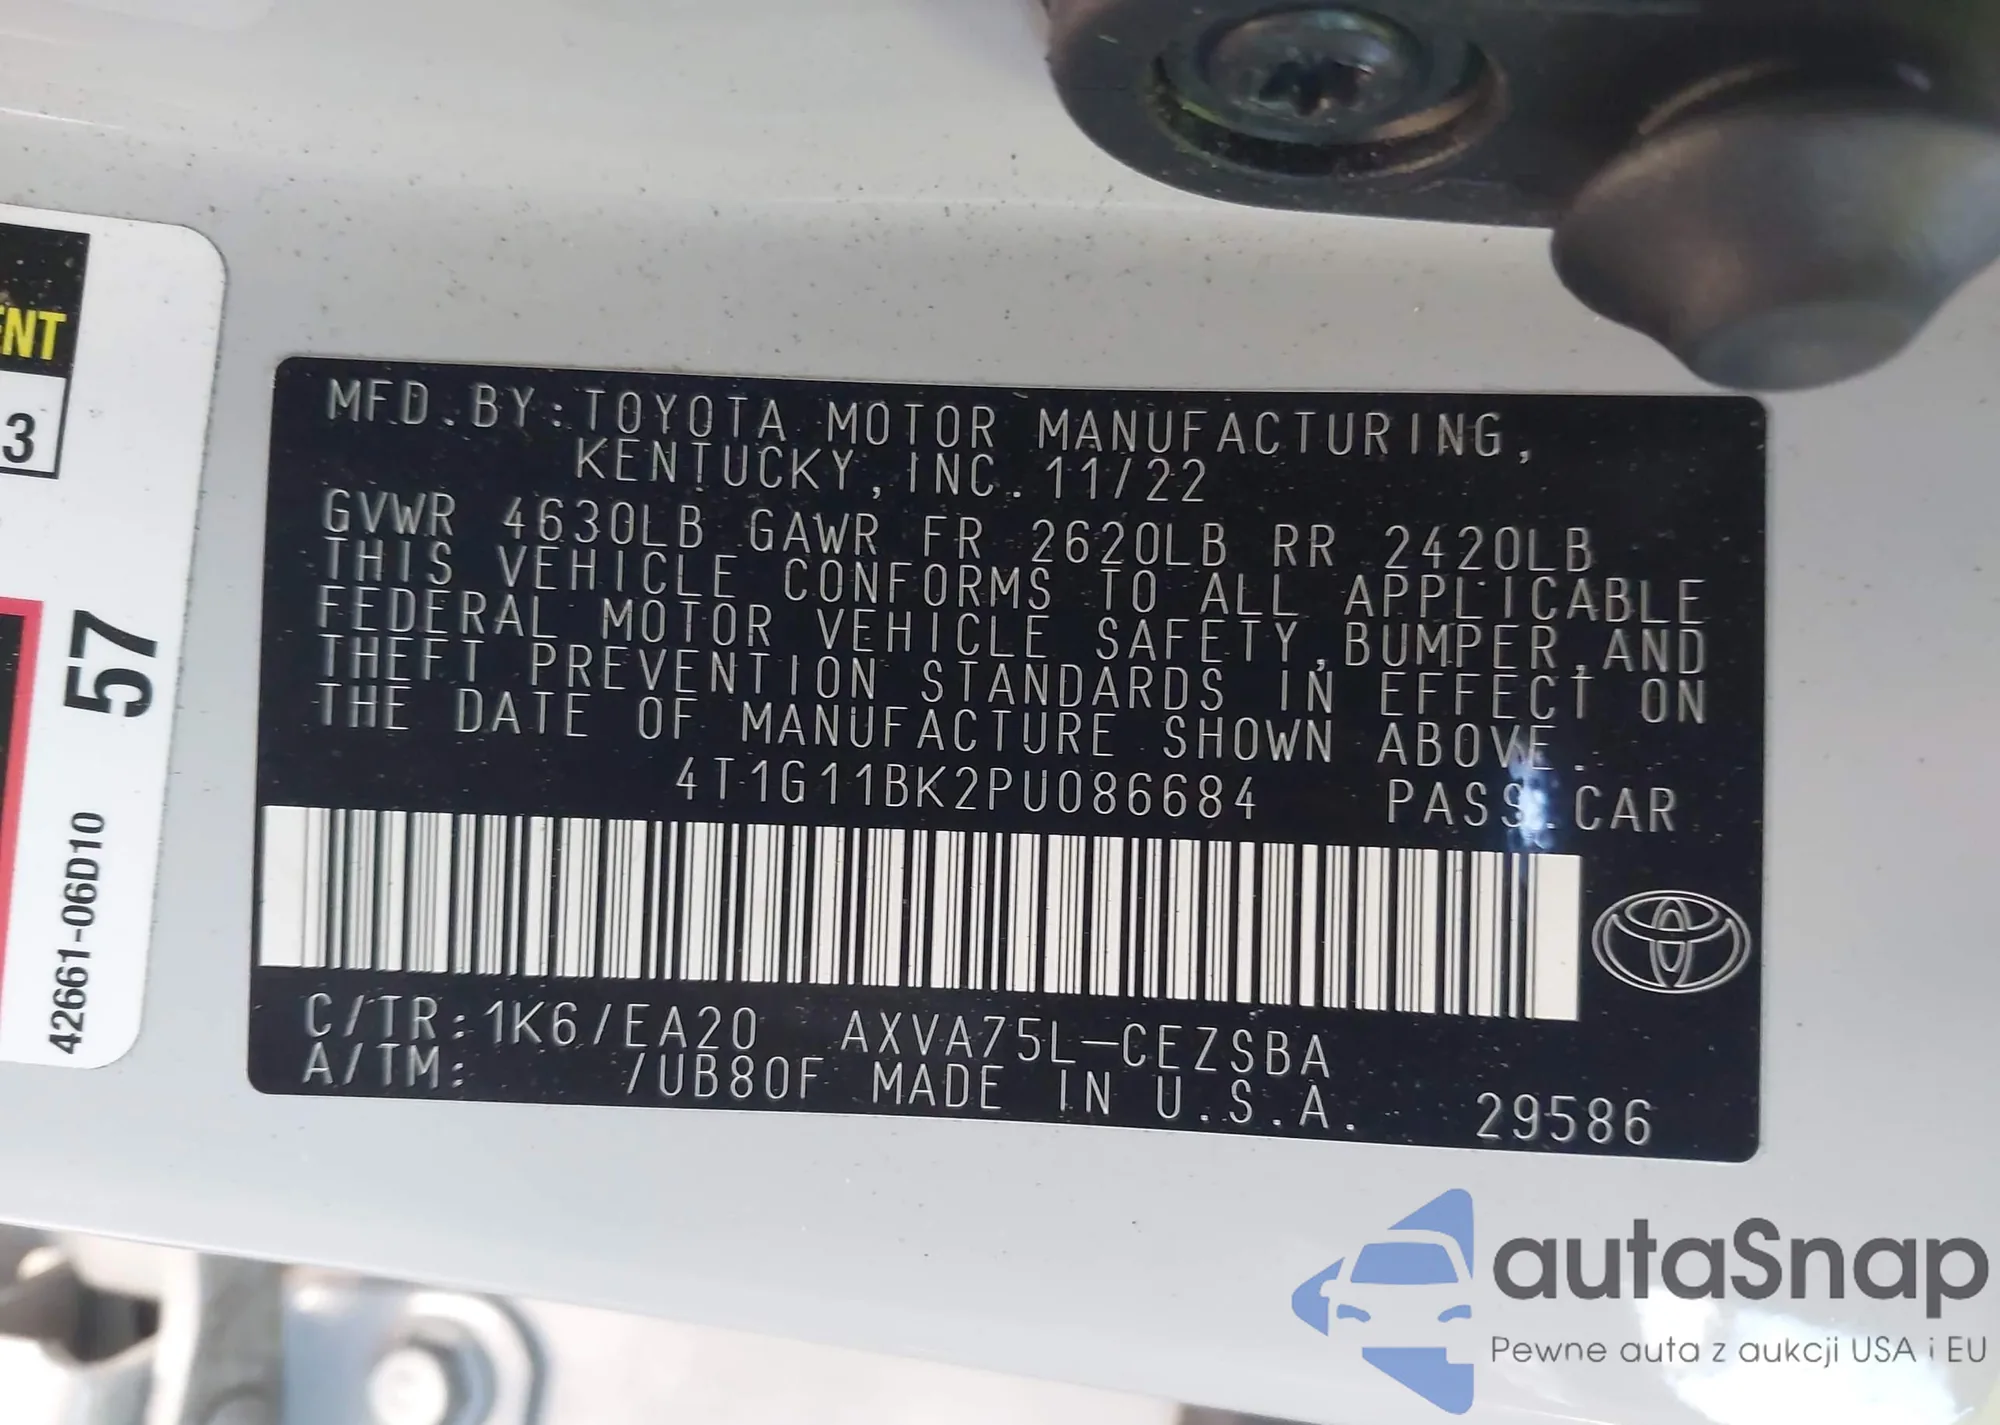 ENT
3
57
42661-06D10
MFD.BY:TOYOTA MOTOR MANUFACTURING,
KENTUCKY,INC.11/22
GVWR 4630LB GAWR FR 2620LB RR 2420LB
THIS VEHICLE CONFORMS TO ALL APPLICABLE
FEDERAL MOTOR VEHICLE SAFETY,BUMPER,AND
THEFT PREVENTION STANDARDS IN EFFECT ON
THE DATE OF MANUFACTURE SHOWN ABOVE.
4T1G11BK2PU086684 PASS.CAR
C/TR:1K6/EA20 AXVA75L-CEZSBA
A/TM: /UB80F MADE IN U.S.A. 29586
autaSnap
Pewne auta z aukcji USA i EU